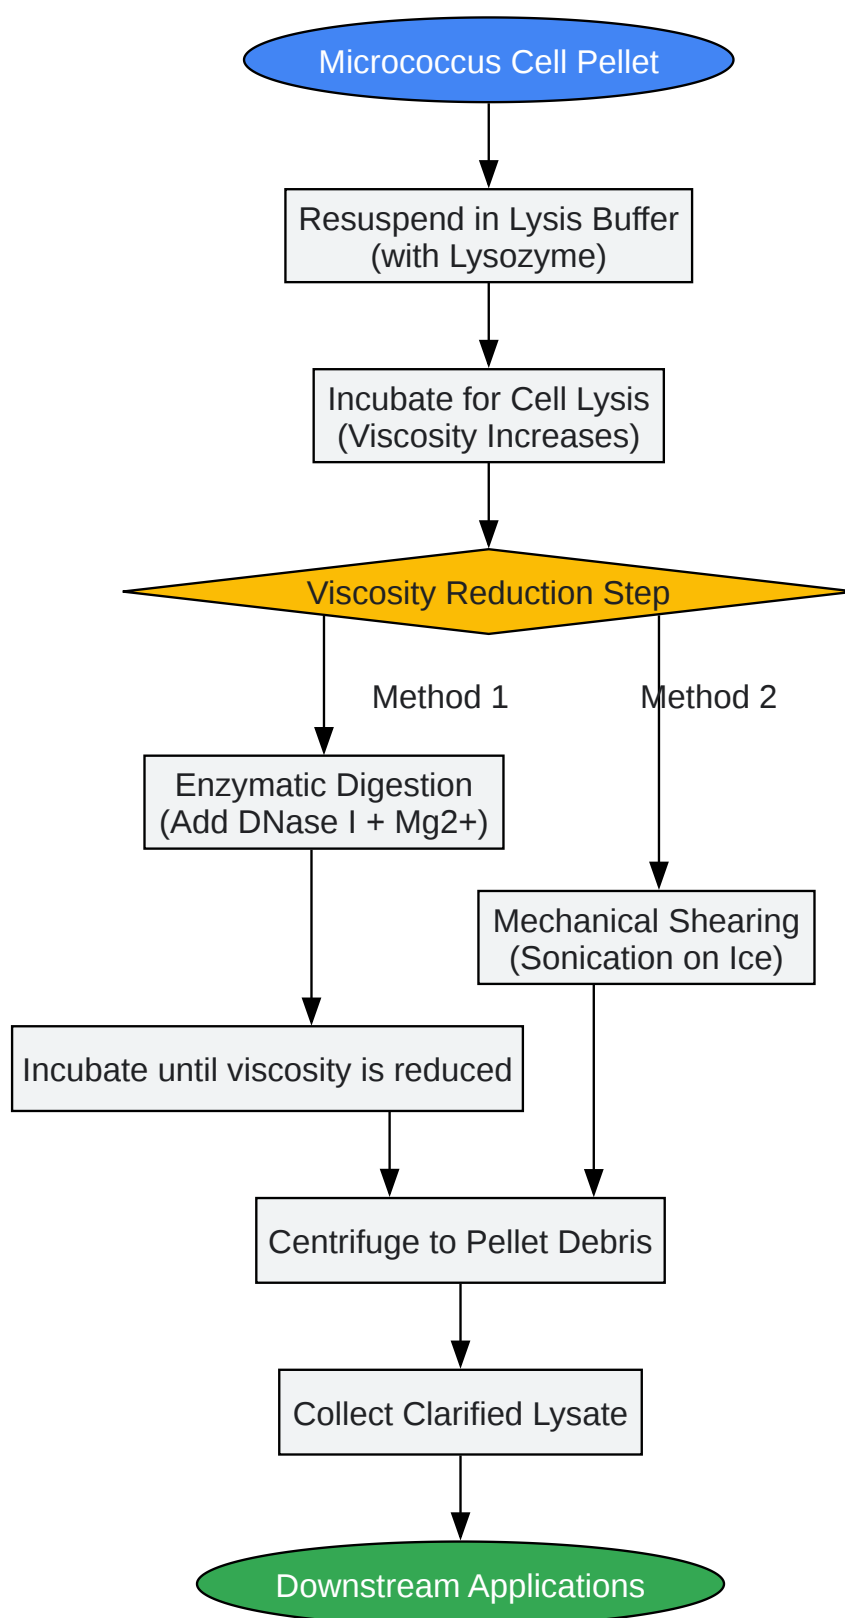 Micrococcus Cell Pellet
Resuspend in Lysis Buffer
(with Lysozyme)
Incubate for Cell Lysis
(Viscosity Increases)
Viscosity Reduction Step
Method 1
Method 2
Enzymatic Digestion
(Add DNase I + Mg2+)
Mechanical Shearing
(Sonication on Ice)
Incubate until viscosity is reduced
Centrifuge to Pellet Debris
Collect Clarified Lysate
Downstream Applications